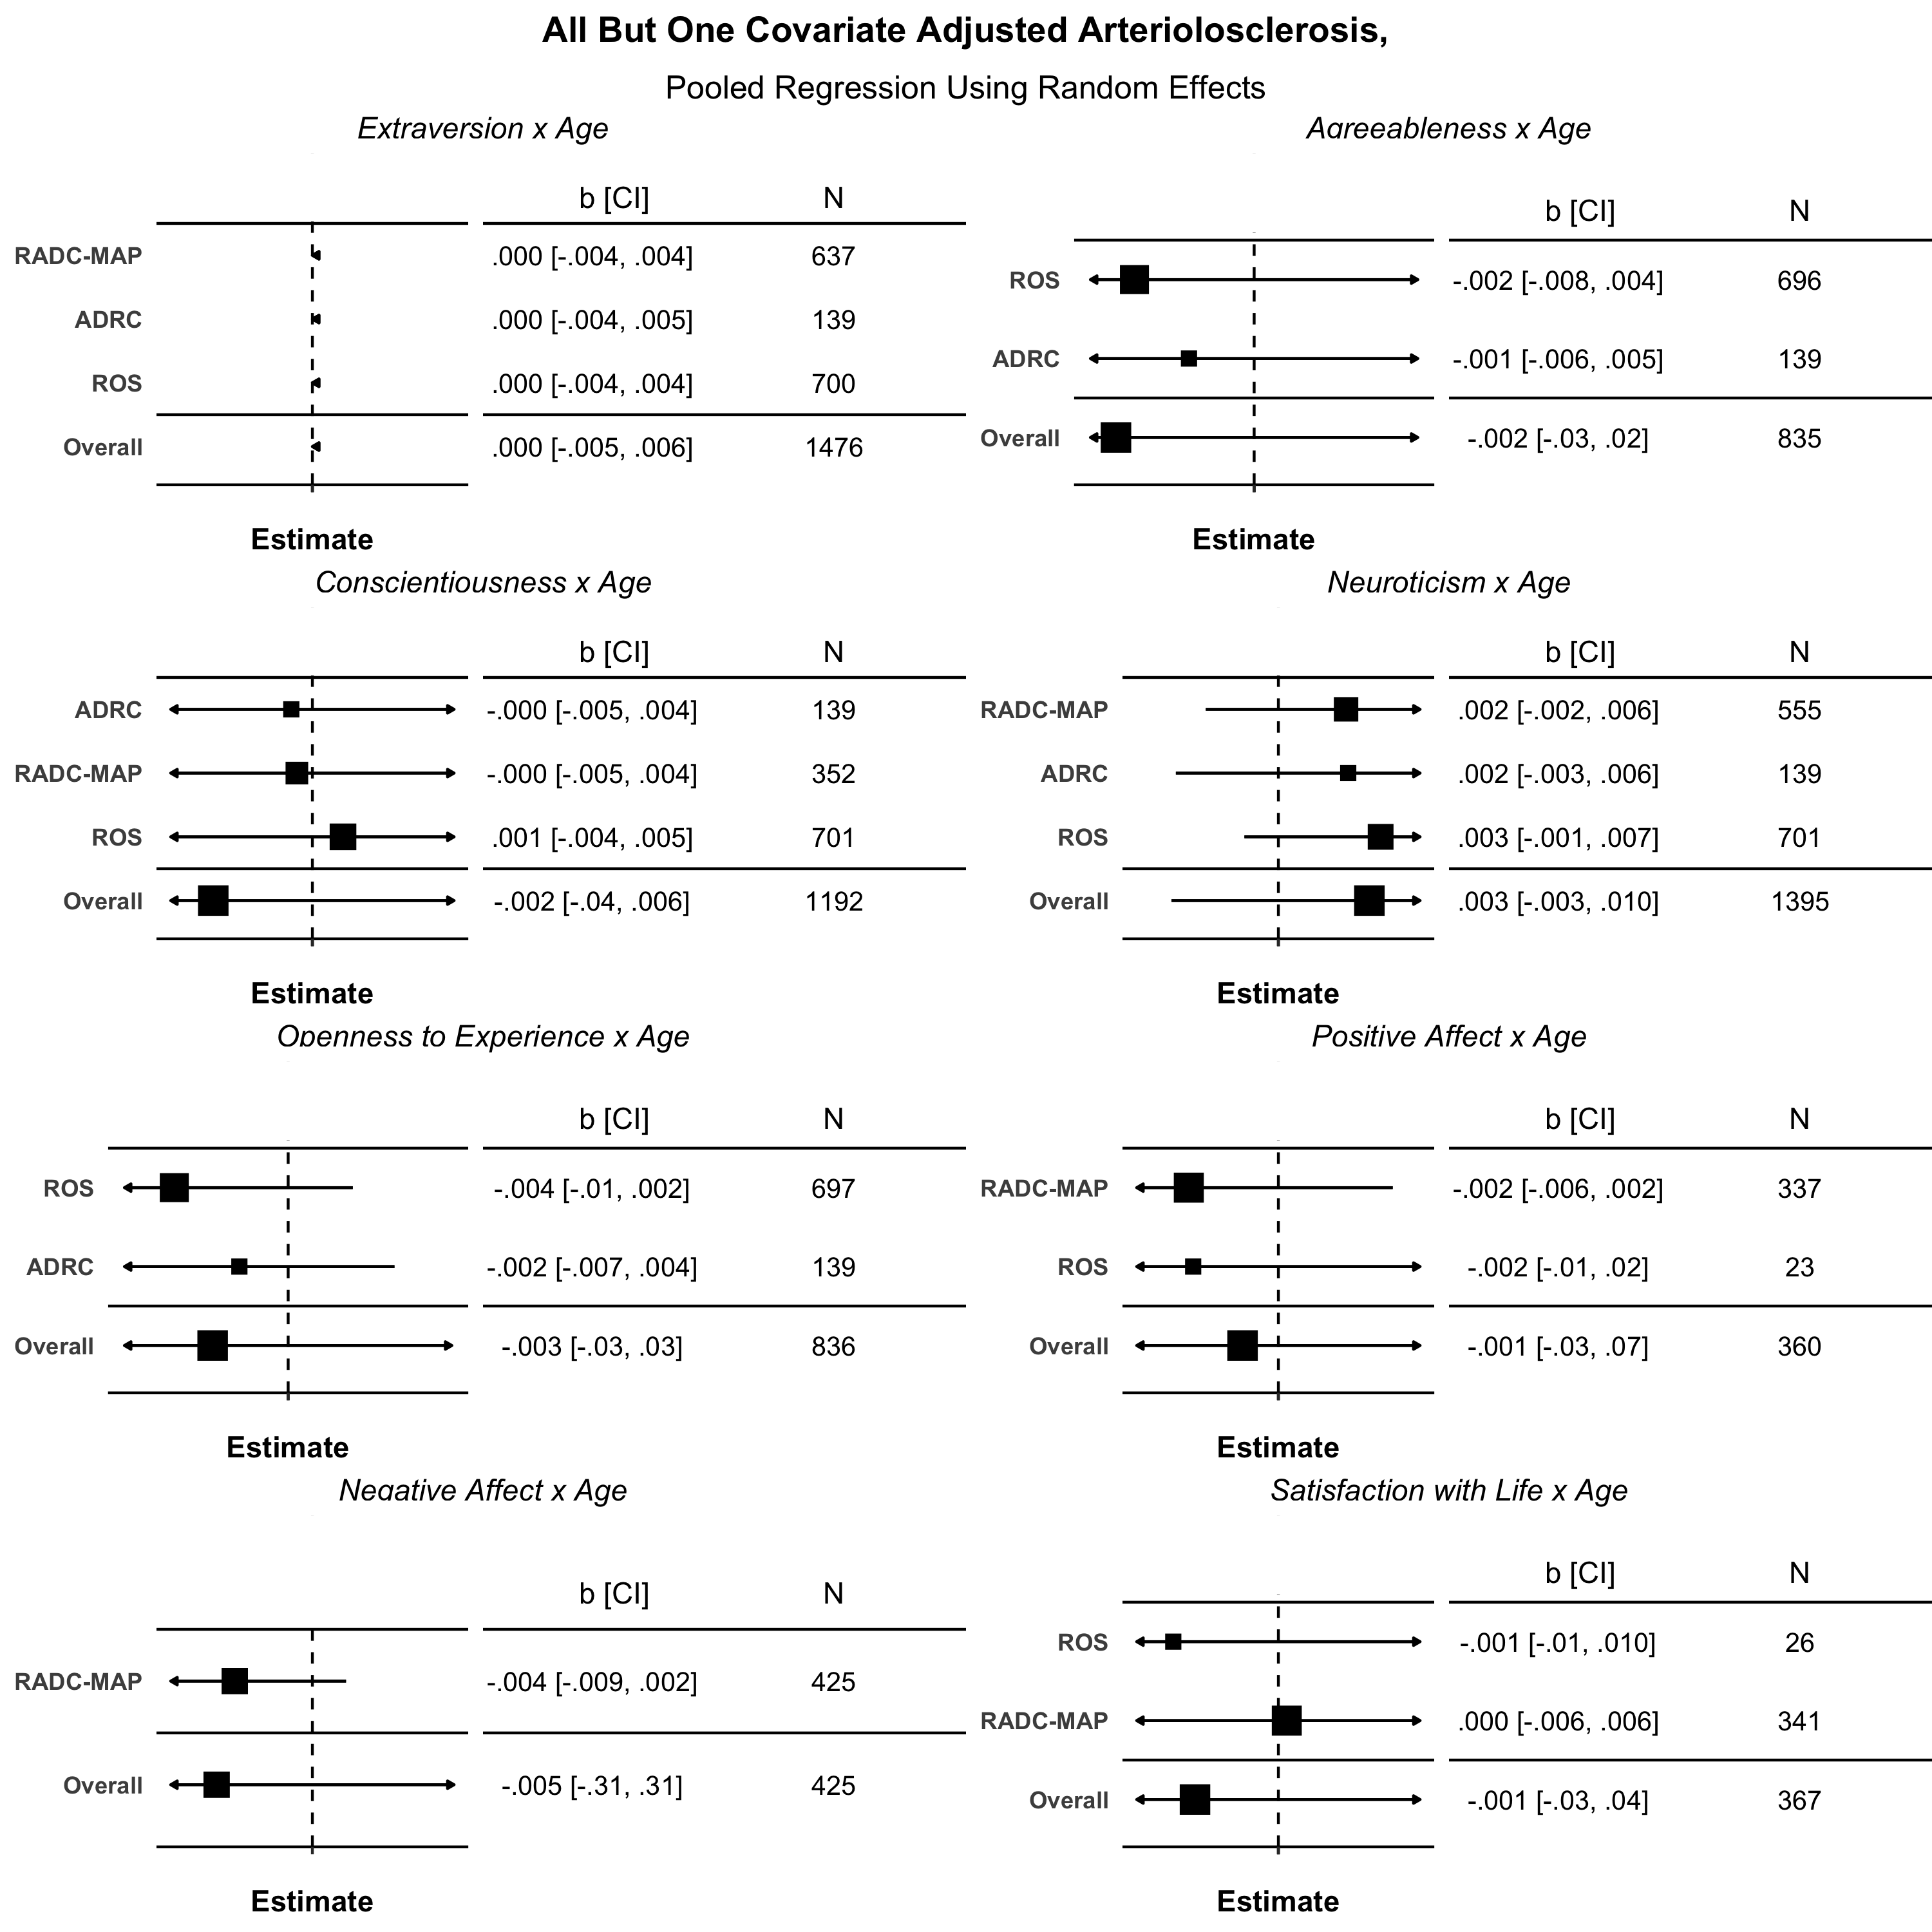 All But One Covariate Adjusted Arteriolosclerosis,
Pooled Regression Using Random Effects
Extraversion x Age
b [CI] N
RADC-MAP .000 [-.004, .004] 637
ADRC .000 [-.004, .005] 139
ROS .000 [-.004, .004] 700
Overall .000 [-.005, .006] 1476
Estimate
Agreeableness x Age
b [CI] N
ROS -.002 [-.008, .004] 696
ADRC -.001 [-.006, .005] 139
Overall -.002 [-.03, .02] 835
Estimate
Conscientiousness x Age
b [CI] N
ADRC -.000 [-.005, .004] 139
RADC-MAP -.000 [-.005, .004] 352
ROS .001 [-.004, .005] 701
Overall -.002 [-.04, .006] 1192
Estimate
Neuroticism x Age
b [CI] N
RADC-MAP .002 [-.002, .006] 555
ADRC .002 [-.003, .006] 139
ROS .003 [-.001, .007] 701
Overall .003 [-.003, .010] 1395
Estimate
Openness to Experience x Age
b [CI] N
ROS -.004 [-.01, .002] 697
ADRC -.002 [-.007, .004] 139
Overall -.003 [-.03, .03] 836
Estimate
Positive Affect x Age
b [CI] N
RADC-MAP -.002 [-.006, .002] 337
ROS -.002 [-.01, .02] 23
Overall -.001 [-.03, .07] 360
Estimate
Negative Affect x Age
b [CI] N
RADC-MAP -.004 [-.009, .002] 425
Overall -.005 [-.31, .31] 425
Estimate
Satisfaction with Life x Age
b [CI] N
ROS -.001 [-.01, .010] 26
RADC-MAP .000 [-.006, .006] 341
Overall -.001 [-.03, .04] 367
Estimate